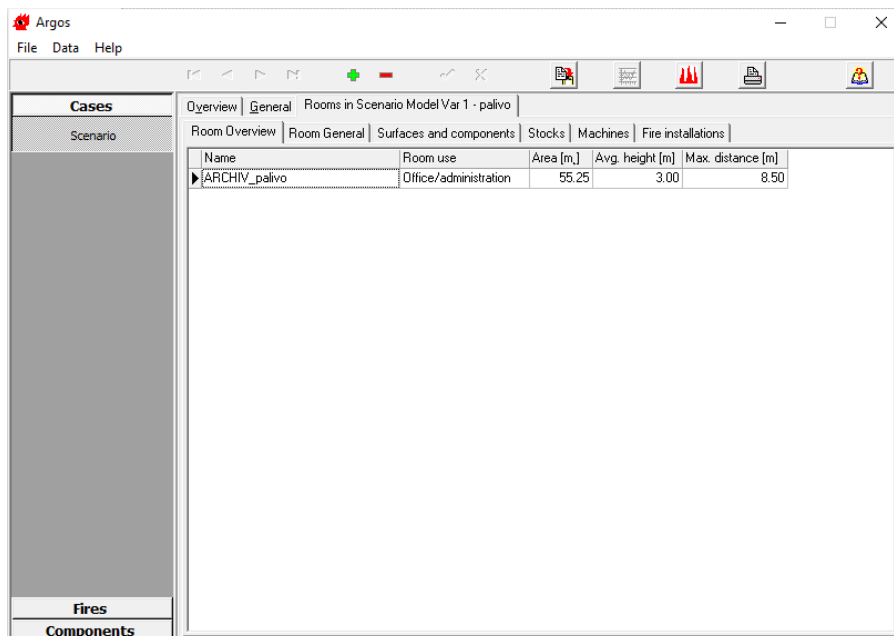 Argos
File Data Help
Cases
Scenario
Fires
Components
Overview General Rooms in Scenario Model Var 1 - palivo
Room Overview Room General Surfaces and components Stocks Machines Fire installations
Name Room use Area [m,] Avg. height [m] Max. distance [m]
ARCHIV_palivo Office/administration 55.25 3.00 8.50